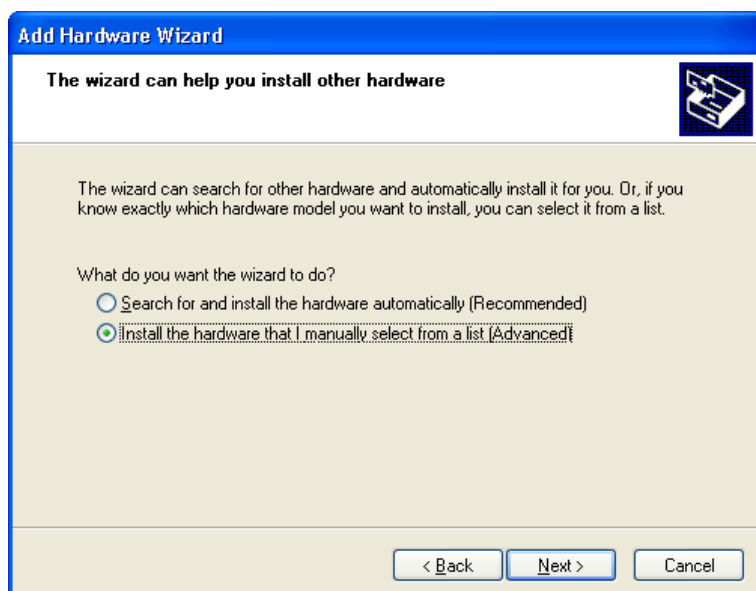 Add Hardware Wizard
The wizard can help you install other hardware
The wizard can search for other hardware and automatically install it for you. Or, if you
know exactly which hardware model you want to install, you can select it from a list.
What do you want the wizard to do?
Search for and install the hardware automatically (Recommended)
Install the hardware that I manually select from a list (Advanced)
< Back
Next >
Cancel